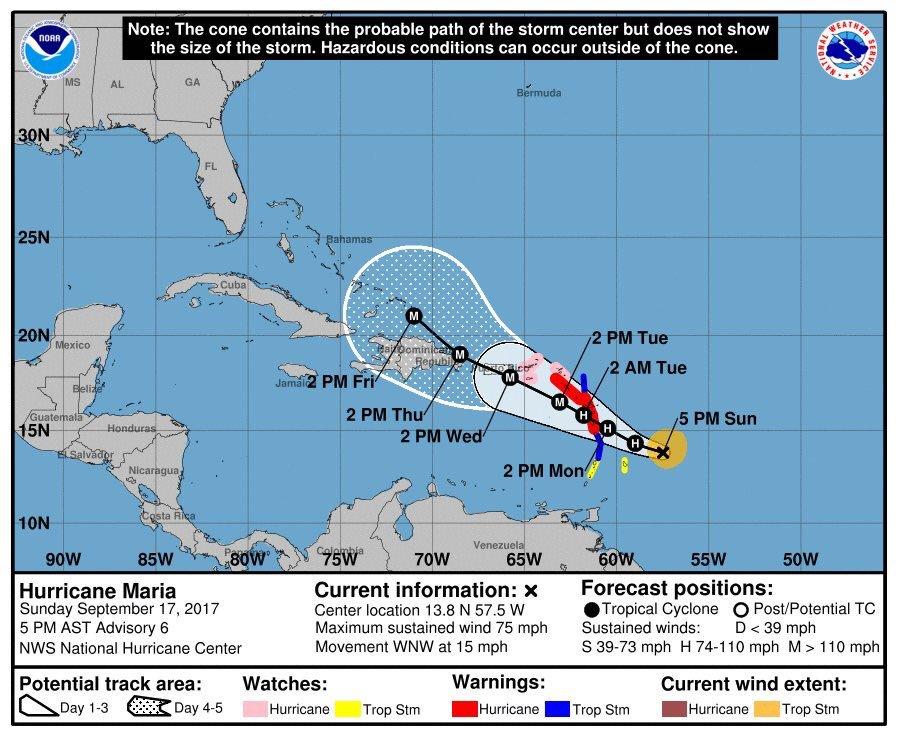 Note: The cone contains the probable path of the storm center but does not show
the size of the storm. Hazardous conditions can occur outside of the cone.
NOAA
NATIONAL WEATHER SERVICE
MS
AL
GA
Bermuda
30N
FL
25N
Bahamas
Cuba
20N
Mexico
2 PM Tue
Dominican
Republic
2 AM Tue
Jamaica
2 PM Fri
Belize
2 PM Thu
5 PM Sun
Guatemala
Honduras
2 PM Wed
15N
El Salvador
Nicaragua
2 PM Mon
Costa Rica
10N
Panama
Colombia
Venezuela
90W 85W 80W 75W 70W 65W 60W 55W 50W
M M M M H H H
Hurricane Maria
Sunday September 17, 2017
5 PM AST Advisory 6
NWS National Hurricane Center
Current information: x
Center location 13.8 N 57.5 W
Maximum sustained wind 75 mph
Movement WNW at 15 mph
Forecast positions:
Tropical Cyclone Post/Potential TC
Sustained winds: D < 39 mph
S 39-73 mph H 74-110 mph M > 110 mph
Potential track area:
Day 1-3 Day 4-5
Watches:
Hurricane Trop Stm
Warnings:
Hurricane Trop Stm
Current wind extent:
Hurricane Trop Stm